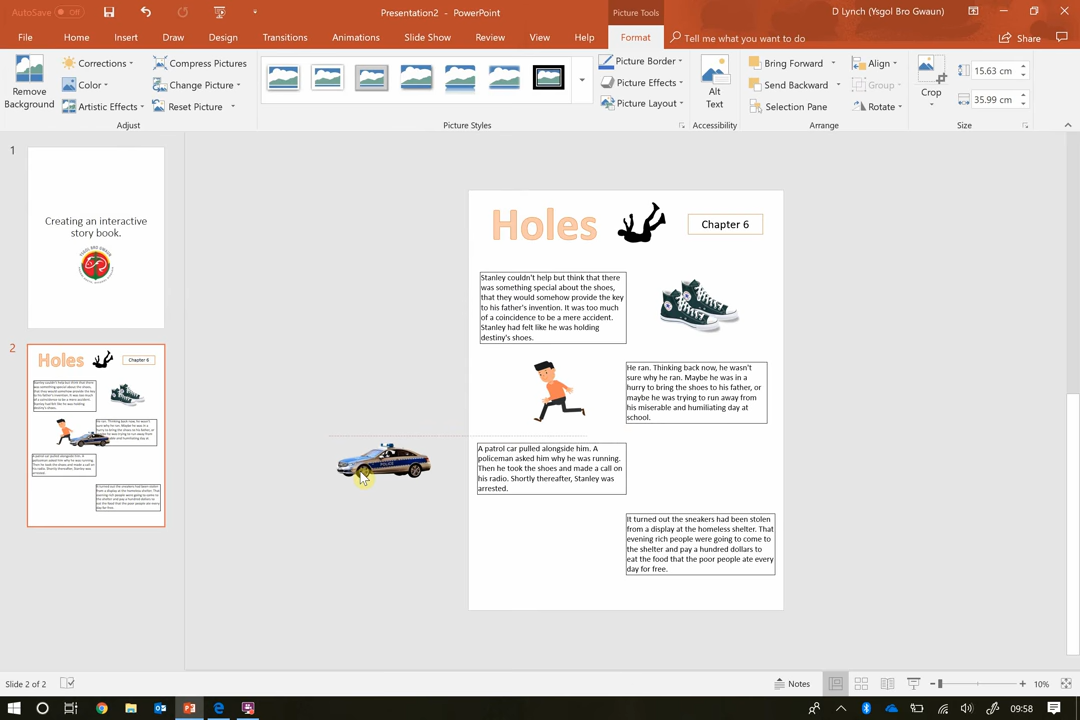 AutoSave Off
Presentation2 - PowerPoint
Picture Tools
D Lynch (Ysgol Bro Gwaun)
File Home Insert Draw Design Transitions Animations Slide Show Review View Help Format Tell me what you want to do Share
Remove Background
Corrections
Color
Artistic Effects
Compress Pictures
Change Picture
Reset Picture
Adjust
Picture Styles
Picture Border
Picture Effects
Picture Layout
Alt Text
Accessibility
Bring Forward
Send Backward
Selection Pane
Align
Group
Rotate
Arrange
Crop
15.63 cm
35.99 cm
Size
1
Creating an interactive
story book.
2
Holes
Chapter 6
Holes
Chapter 6
Stanley couldn't help but think that there
was something special about the shoes,
that they would somehow provide the key
to his father's invention. It was too much
of a coincidence to be a mere accident.
Stanley had felt like he was holding
destiny's shoes.
He ran. Thinking back now, he wasn't
sure why he ran. Maybe he was in a
hurry to bring the shoes to his father, or
maybe he was trying to run away from
his miserable and humiliating day at
school.
POLICE
A patrol car pulled alongside him. A
policeman asked him why he was running.
Then he took the shoes and made a call on
his radio. Shortly thereafter, Stanley was
arrested.
It turned out the sneakers had been stolen
from a display at the homeless shelter. That
evening rich people were going to come to
the shelter and pay a hundred dollars to
eat the food that the poor people ate every
day for free.
Slide 2 of 2
Notes
10%
09:58